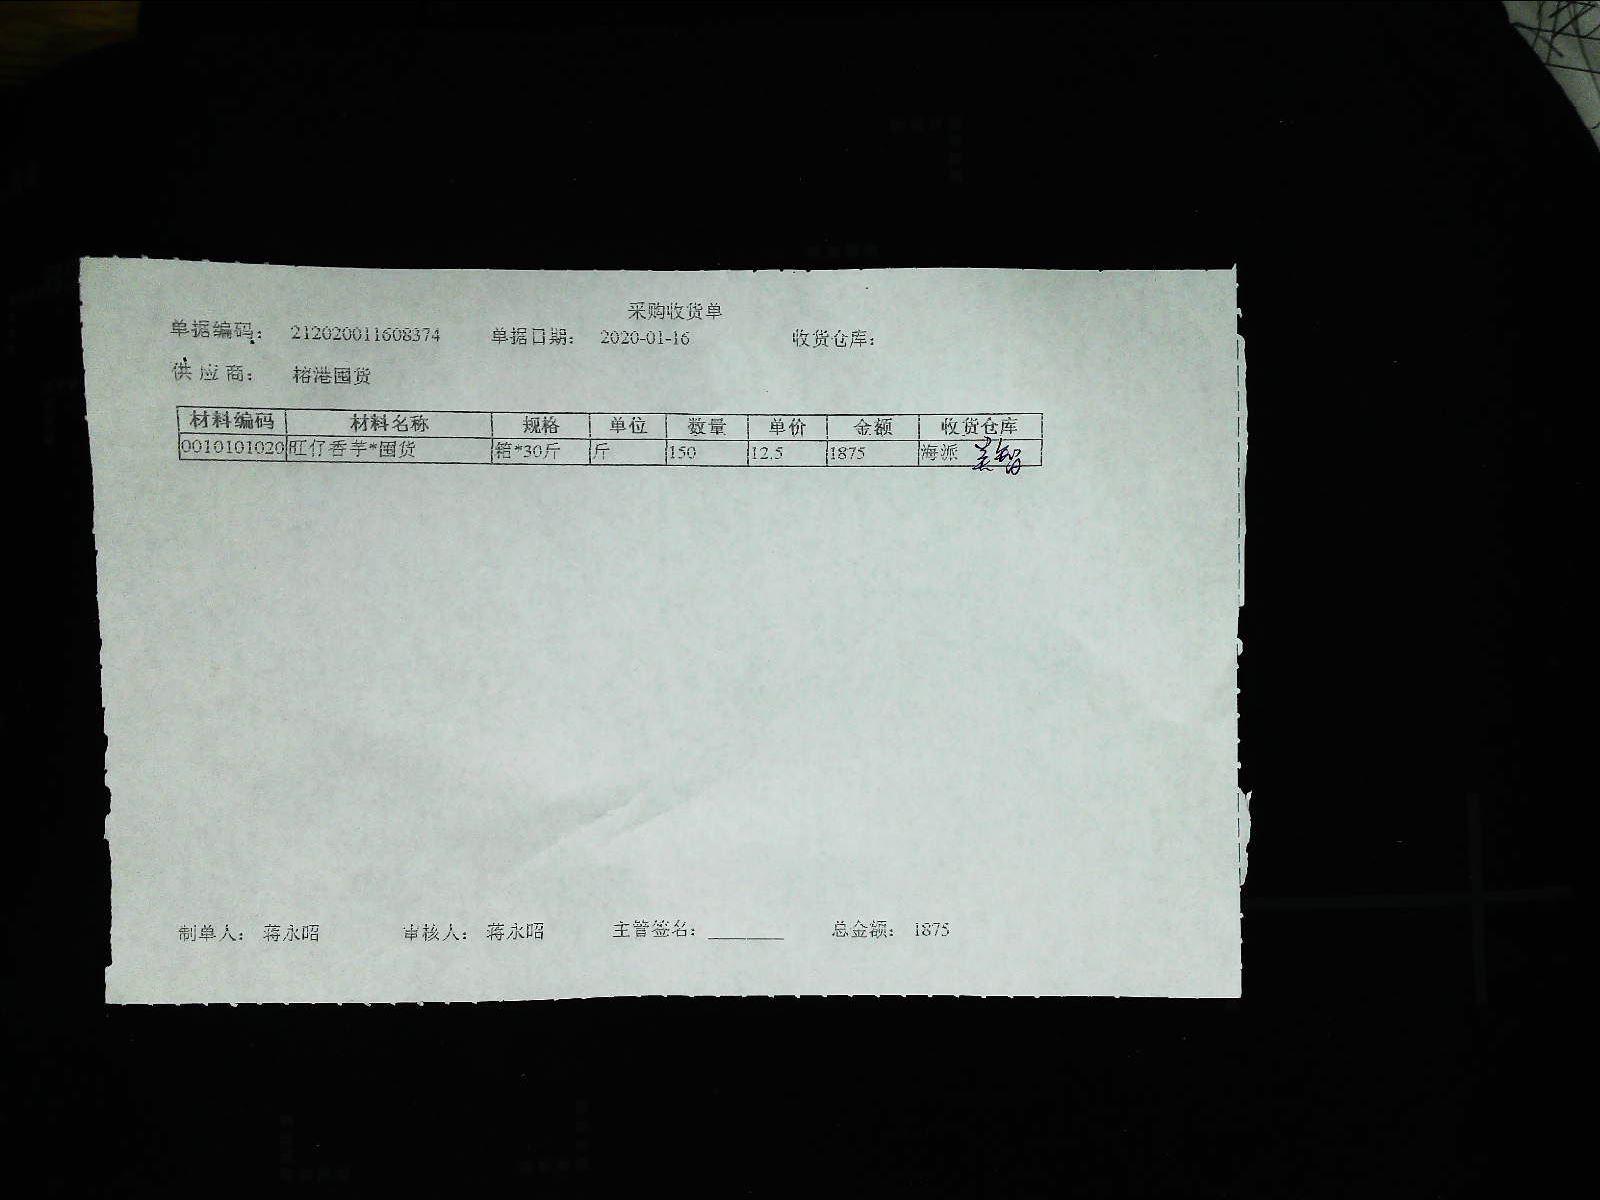 采购收货单
单据编码： 212020011608374 单据日期： 2020-01-16 收货仓库：
供应商： 榕港囤货
材料编码 材料名称 规格 单位 数量 单价 金额 收货仓库
0010101020 旺仔香芋*囤货 箱*30斤 斤 150 12.5 1875 海派
制单人： 蒋永昭 审核人： 蒋永昭 主管签名：________ 总金额： 1875